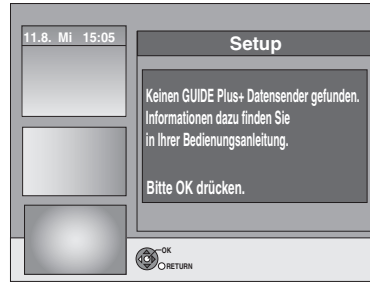 11.8. Mi 15:05
Setup
Keinen GUIDE Plus+ Datensender gefunden.
Informationen dazu finden Sie
in Ihrer Bedienungsanleitung.
Bitte OK drücken.
OK
RETURN